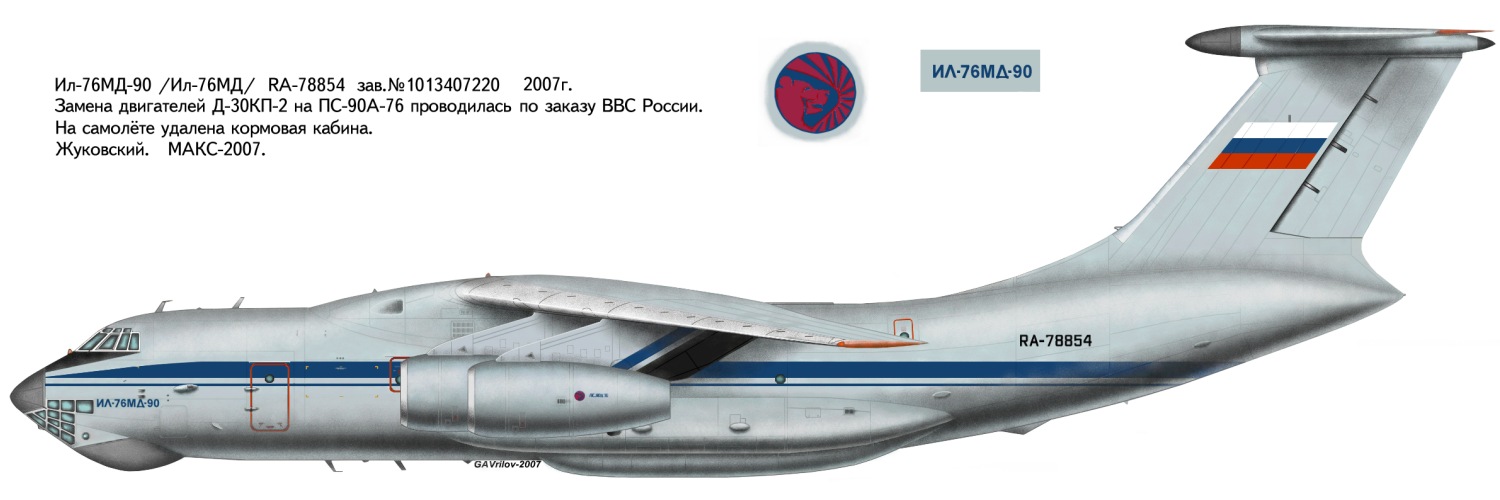 Ил-76МД-90 /Ил-76МД/ RA-78854 зав.№1013407220 2007г.
Замена двигателей Д-30КП-2 на ПС-90А-76 проводилась по заказу ВВС России.
На самолёте удалена кормовая кабина.
Жуковский. МАКС-2007.
ИЛ-76МД-90
RA-78854
ИЛ-76МД-90
GAVrilov-2007